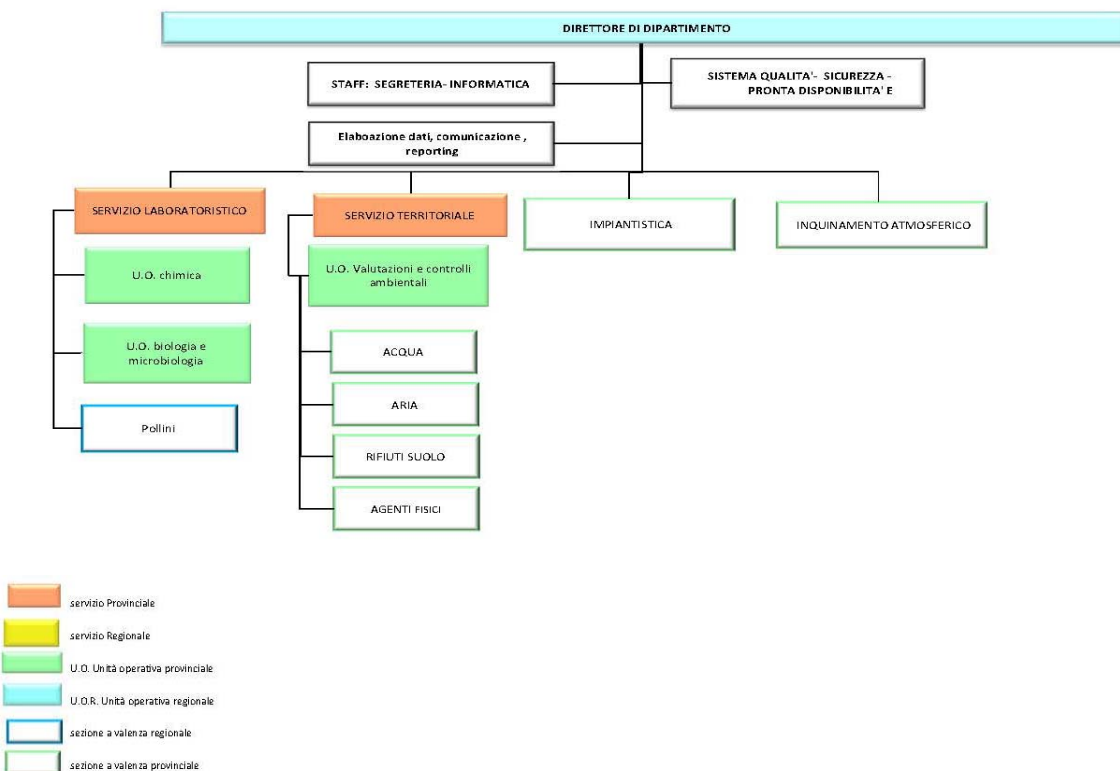 DIRETTORE DI DIPARTIMENTO
STAFF: SEGRETERIA- INFORMATICA
SISTEMA QUALITA'- SICUREZZA -
PRONTA DISPONIBILITA' E
Elaboazione dati, comunicazione ,
reporting
SERVIZIO LABORATORISTICO
SERVIZIO TERRITORIALE
IMPIANTISTICA
INQUINAMENTO ATMOSFERICO
U.O. chimica
U.O. Valutazioni e controlli
ambientali
U.O. biologia e
microbiologia
ACQUA
ARIA
Pollini
RIFIUTI SUOLO
AGENTI FISICI
servizio Provinciale
servizio Regionale
U.O. Unità operativa provinciale
U.O.R. Unità operativa regionale
sezione a valenza regionale
sezione a valenza provinciale